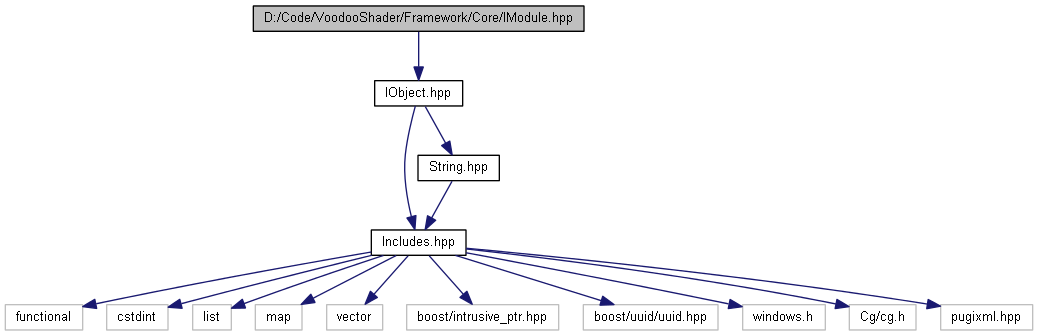 D:/Code/VoodooShader/Framework/Core/IModule.hpp
IObject.hpp
String.hpp
Includes.hpp
functional
cstdint
list
map
vector
boost/intrusive_ptr.hpp
boost/uuid/uuid.hpp
windows.h
Cg/cg.h
pugixml.hpp